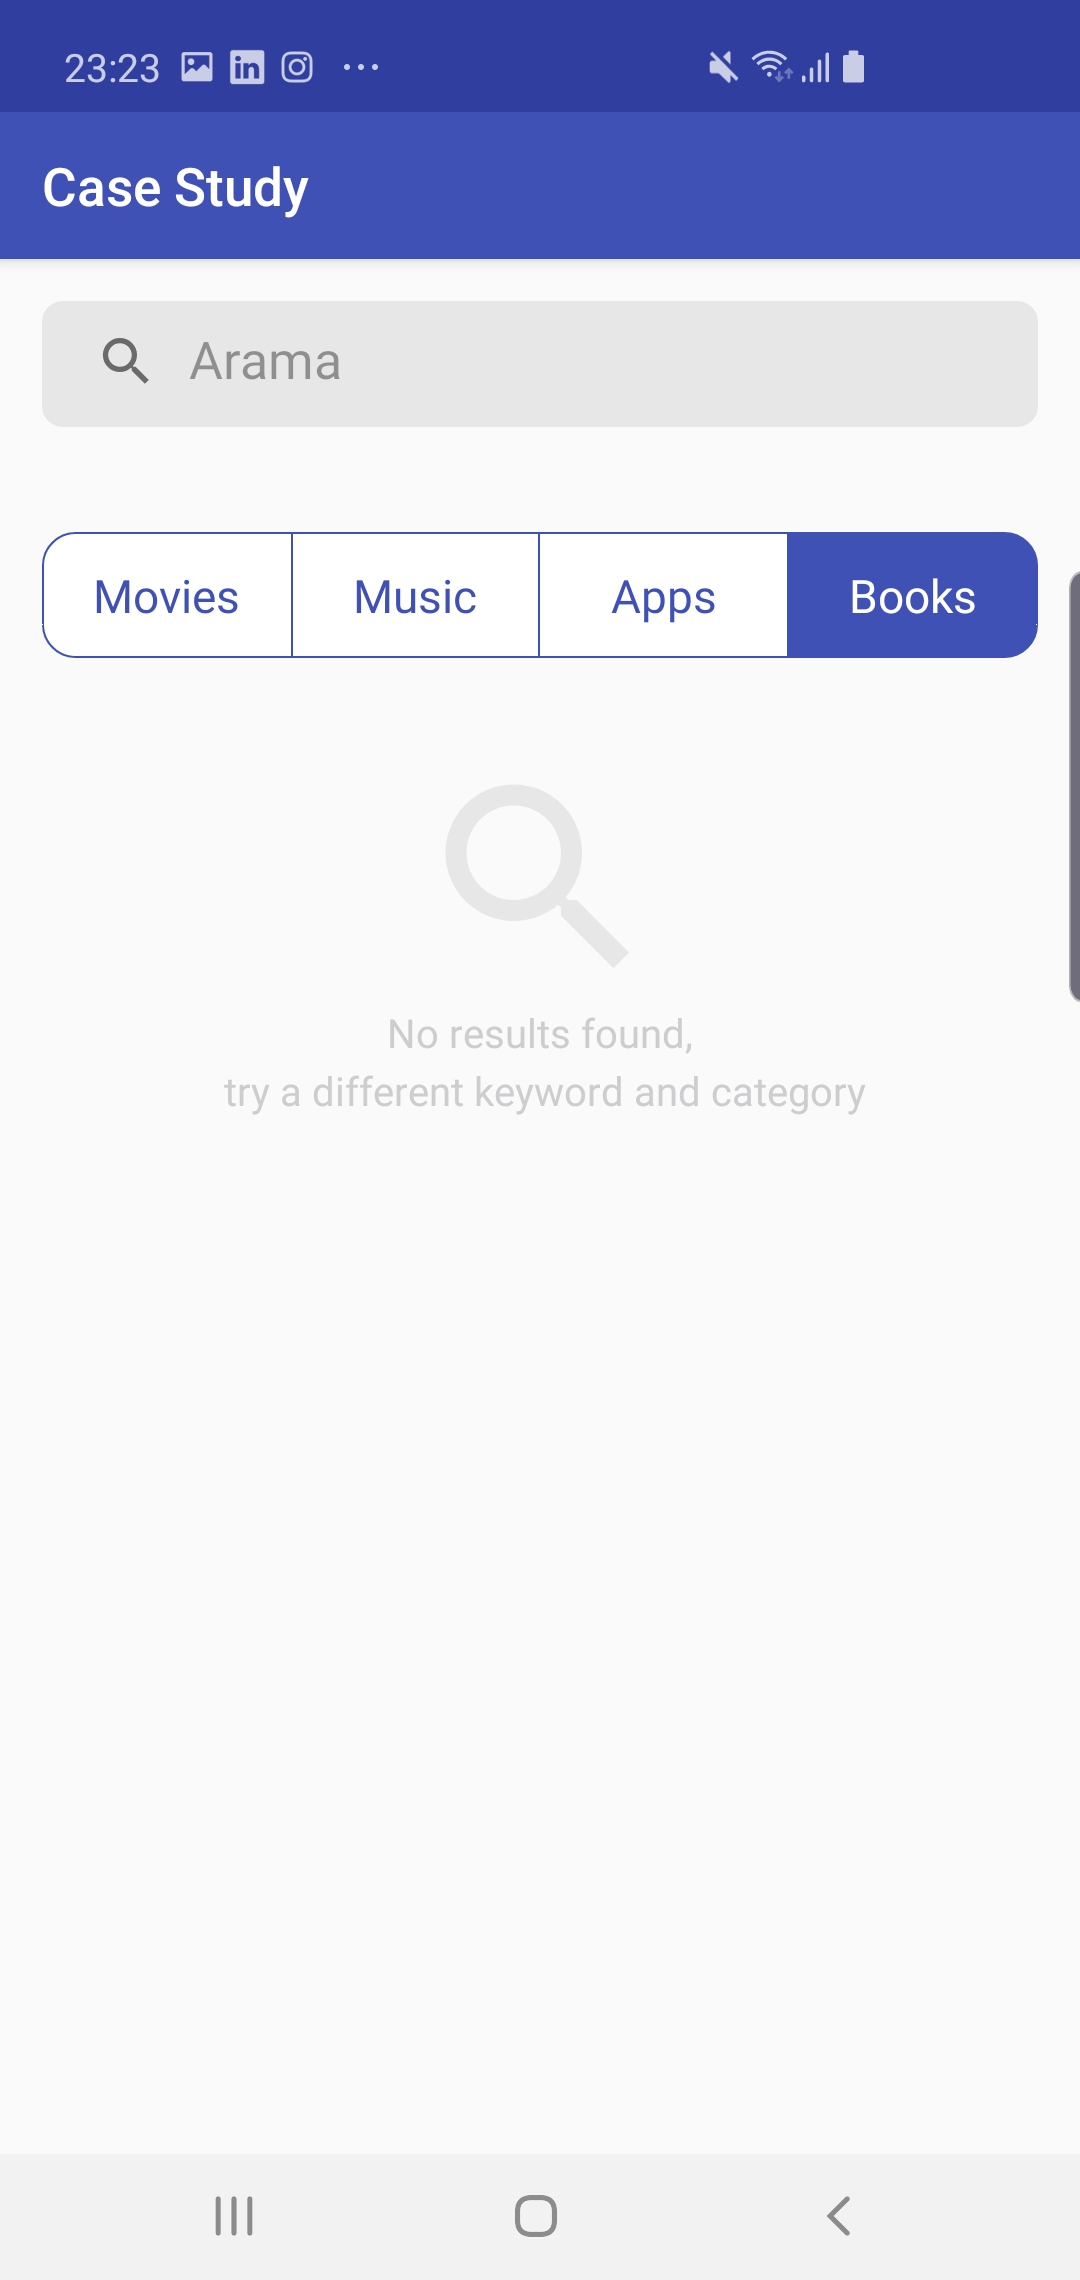 23:23
Case Study
Arama
Movies Music Apps Books
No results found,
try a different keyword and category